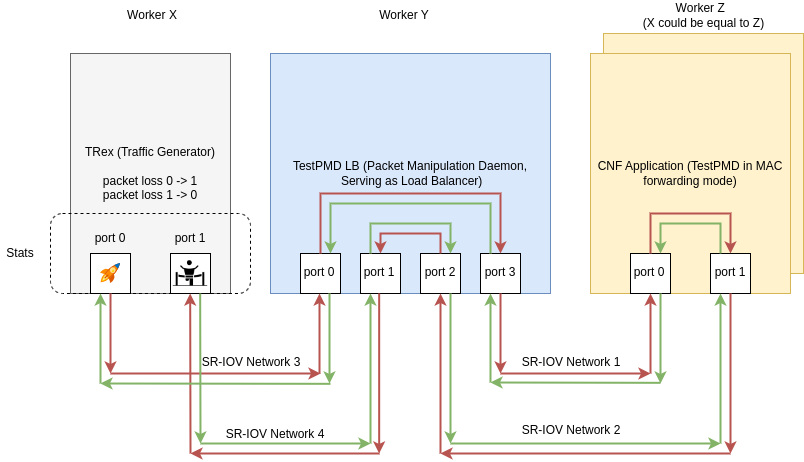 Worker X
Worker Y
Worker Z
(X could be equal to Z)
TRex (Traffic Generator)
packet loss 0 -> 1
packet loss 1 -> 0
TestPMD LB (Packet Manipulation Daemon,
Serving as Load Balancer)
CNF Application (TestPMD in MAC
forwarding mode)
Stats
port 0
port 1
port 0
port 1
port 2
port 3
port 0
port 1
SR-IOV Network 3
SR-IOV Network 1
SR-IOV Network 4
SR-IOV Network 2